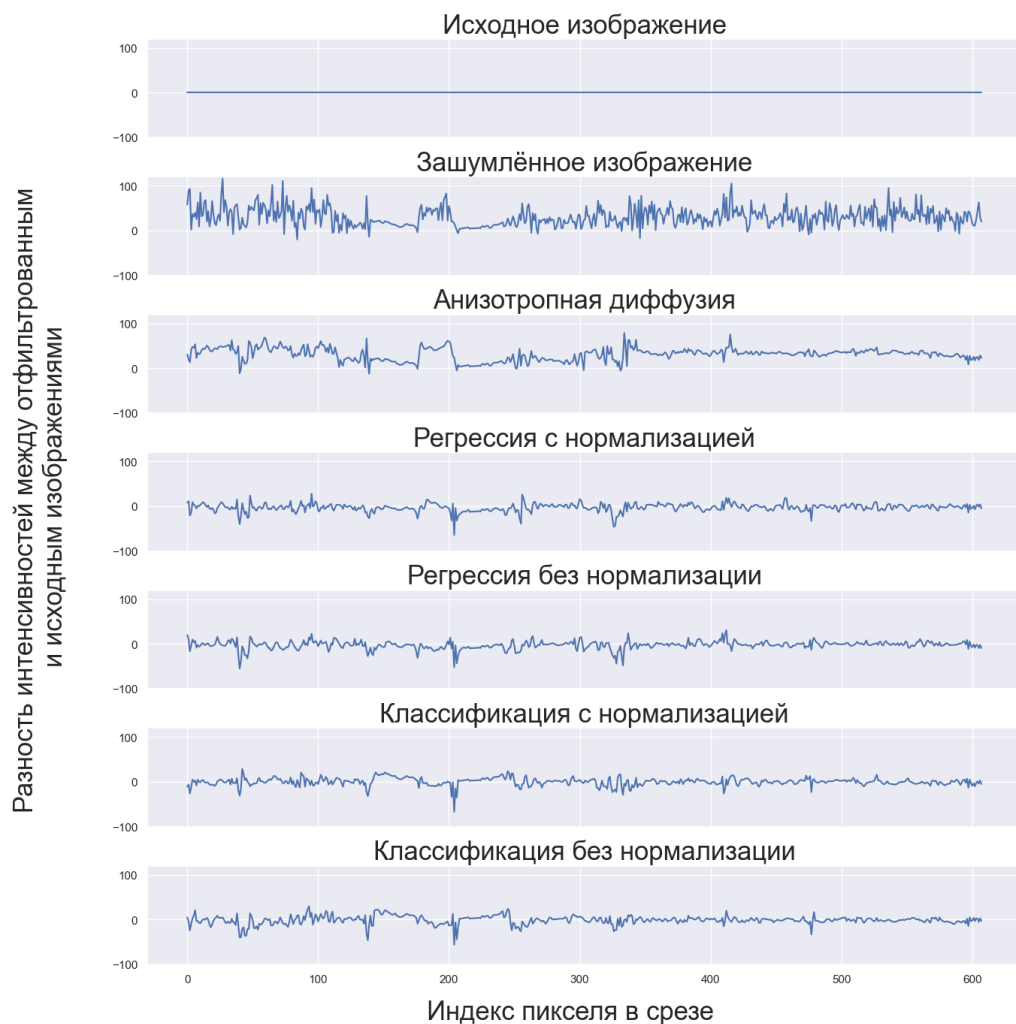 Исходное изображение
100
0
−100
Зашумлённое изображение
100
0
−100
Анизотропная диффузия
100
0
−100
Регрессия с нормализацией
100
0
−100
Регрессия без нормализации
100
0
−100
Классификация с нормализацией
100
0
−100
Классификация без нормализации
100
0
−100
0 100 200 300 400 500 600
Индекс пикселя в срезе
Разность интенсивностей между отфильтрованным
и исходным изображениями